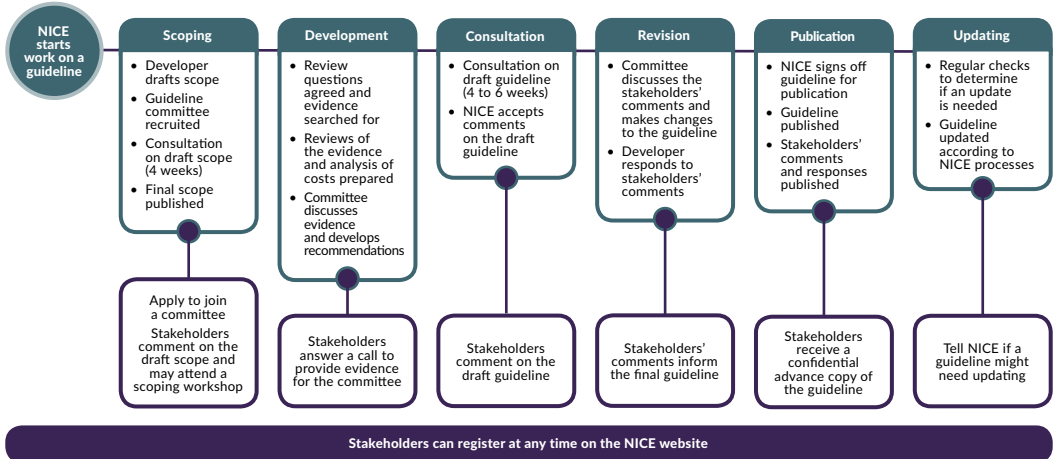 NICE
starts
work on a
guideline
Scoping
• Developer
drafts scope
• Guideline
committee
recruited
• Consultation
on draft scope
(4 weeks)
• Final scope
published
Apply to join
a committee
Stakeholders
comment on the
draft scope and
may attend a
scoping workshop
Development
• Review
questions
agreed and
evidence
searched for
• Reviews of
the evidence
and analysis of
costs prepared
• Committee
discusses
evidence
and develops
recommendations
Stakeholders
answer a call to
provide evidence
for the committee
Consultation
• Consultation on
draft guideline
(4 to 6 weeks)
• NICE accepts
comments
on the draft
guideline
Stakeholders
comment on the
draft guideline
Revision
• Committee
discusses the
stakeholders’
comments and
makes changes
to the guideline
• Developer
responds to
stakeholders’
comments
Stakeholders’
comments inform
the final guideline
Publication
• NICE signs off
guideline for
publication
• Guideline
published
• Stakeholders’
comments
and responses
published
Stakeholders
receive a
confidential
advance copy of
the guideline
Updating
• Regular checks
to determine
if an update
is needed
• Guideline
updated
according to
NICE processes
Tell NICE if a
guideline might
need updating
Stakeholders can register at any time on the NICE website